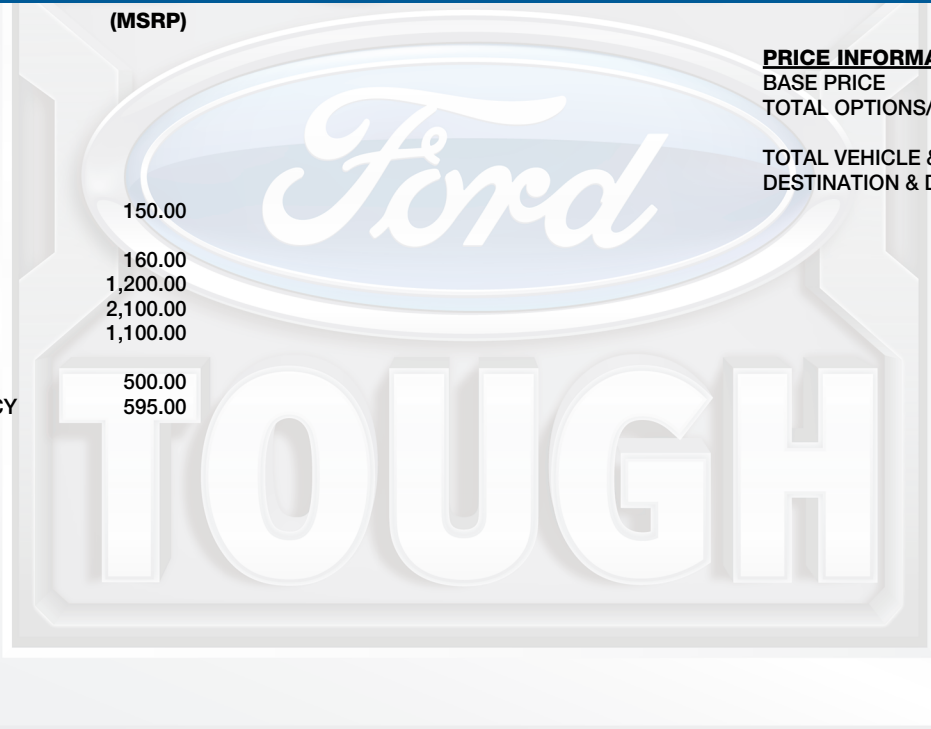 (MSRP)
150.00
160.00
1,200.00
2,100.00
1,100.00
500.00
CY 595.00
PRICE INFORMA
BASE PRICE
TOTAL OPTIONS/
TOTAL VEHICLE &
DESTINATION & D
Ford
TOUGH